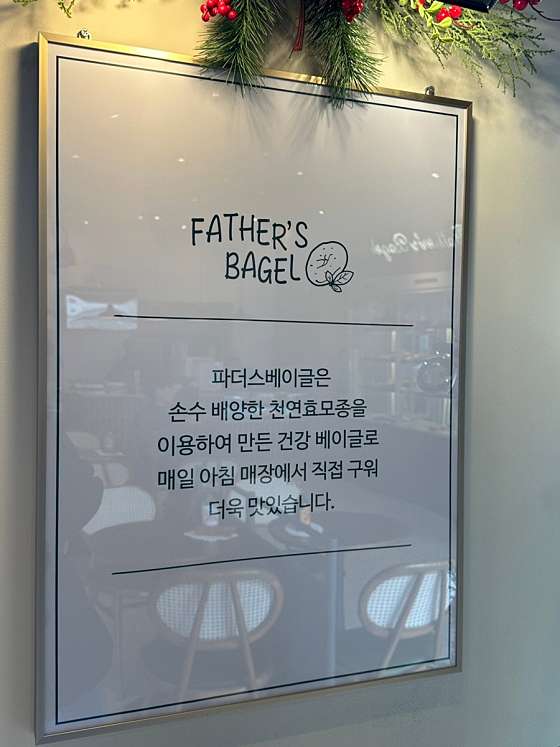 FATHER'S
BAGEL
파더스베이글은
손수 배양한 천연효모종을
이용하여 만든 건강 베이글로
매일 아침 매장에서 직접 구워
더욱 맛있습니다.